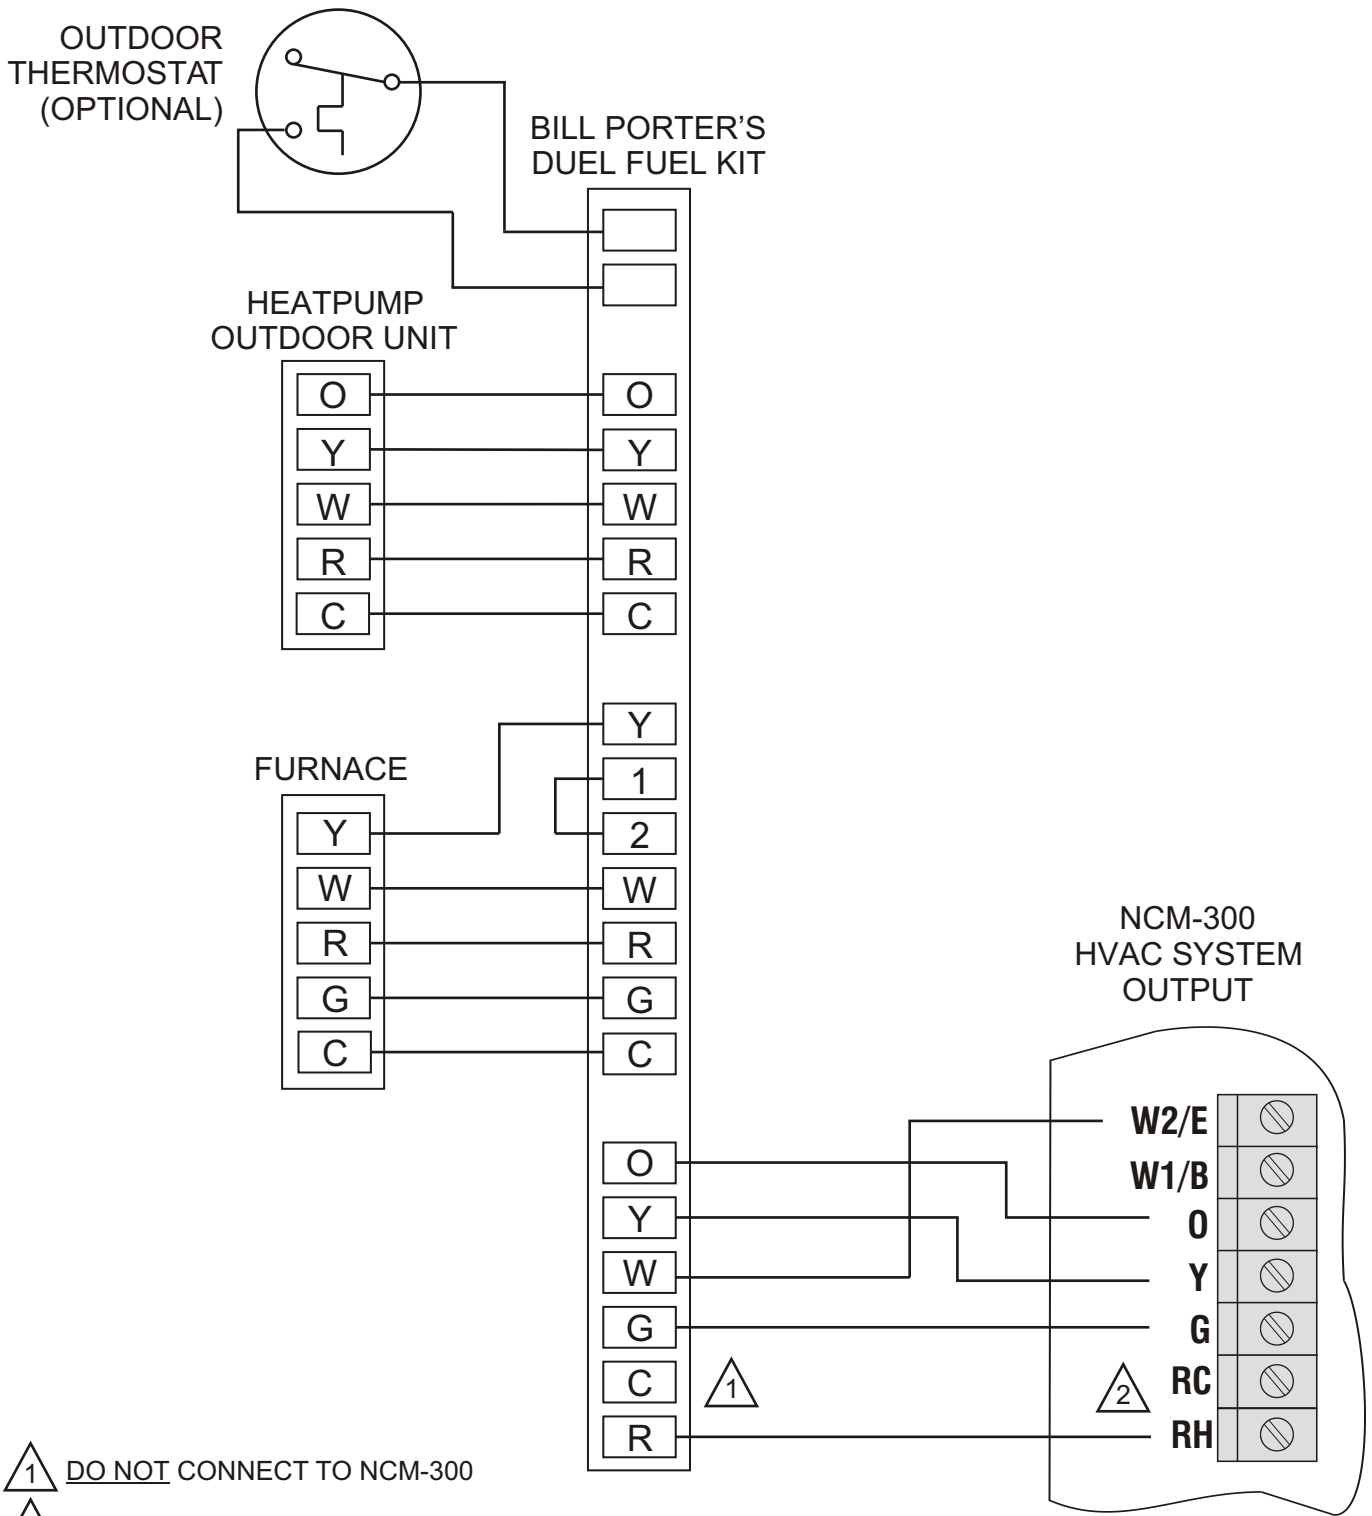 OUTDOOR
THERMOSTAT
(OPTIONAL)
BILL PORTER'S
DUEL FUEL KIT
HEATPUMP
OUTDOOR UNIT
O
Y
W
R
C
O
Y
W
R
C
FURNACE
Y
W
R
G
C
Y
1
2
W
R
G
C
O
Y
W
G
C
R
1
NCM-300
HVAC SYSTEM
OUTPUT
W2/E
W1/B
O
Y
G
RC
RH
2
1 DO NOT CONNECT TO NCM-300